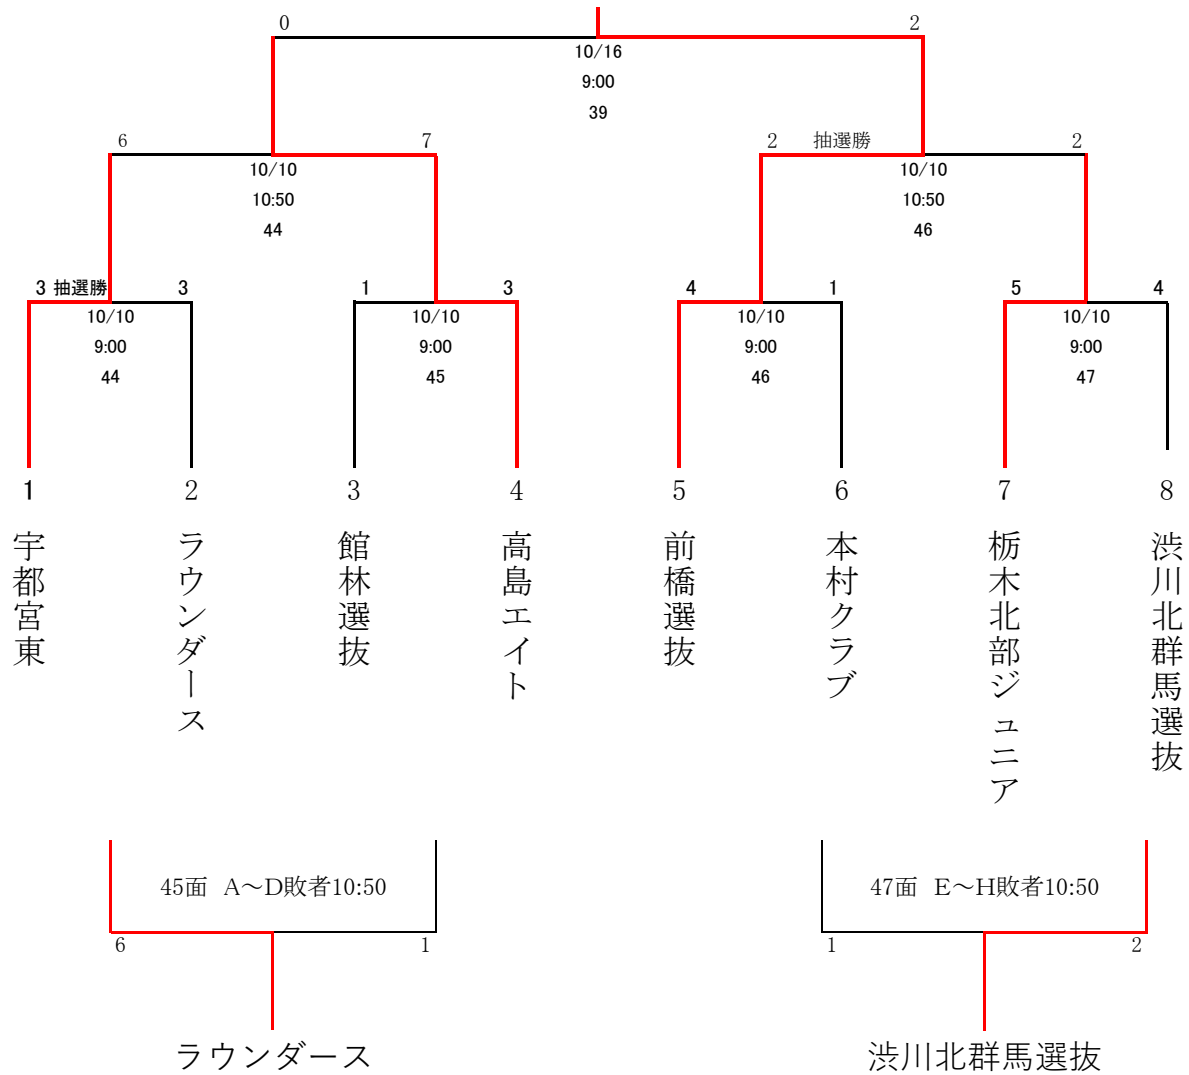 0 2
10/16
9:00
39
6 7 2 抽選勝 2
10/10 10/10
10:50 10:50
44 46
3 抽選勝 3 1 3 4 1 5 4
10/10 10/10 10/10 10/10
9:00 9:00 9:00 9:00
44 45 46 47
1 2 3 4 5 6 7 8
宇都宮東
ラウンダース
館林選抜
高島エイト
前橋選抜
本村クラブ
栃木北部ジュニア
渋川北群馬選抜
45面 A～D敗者10:50 47面 E～H敗者10:50
6 1 1 2
ラウンダース 渋川北群馬選抜